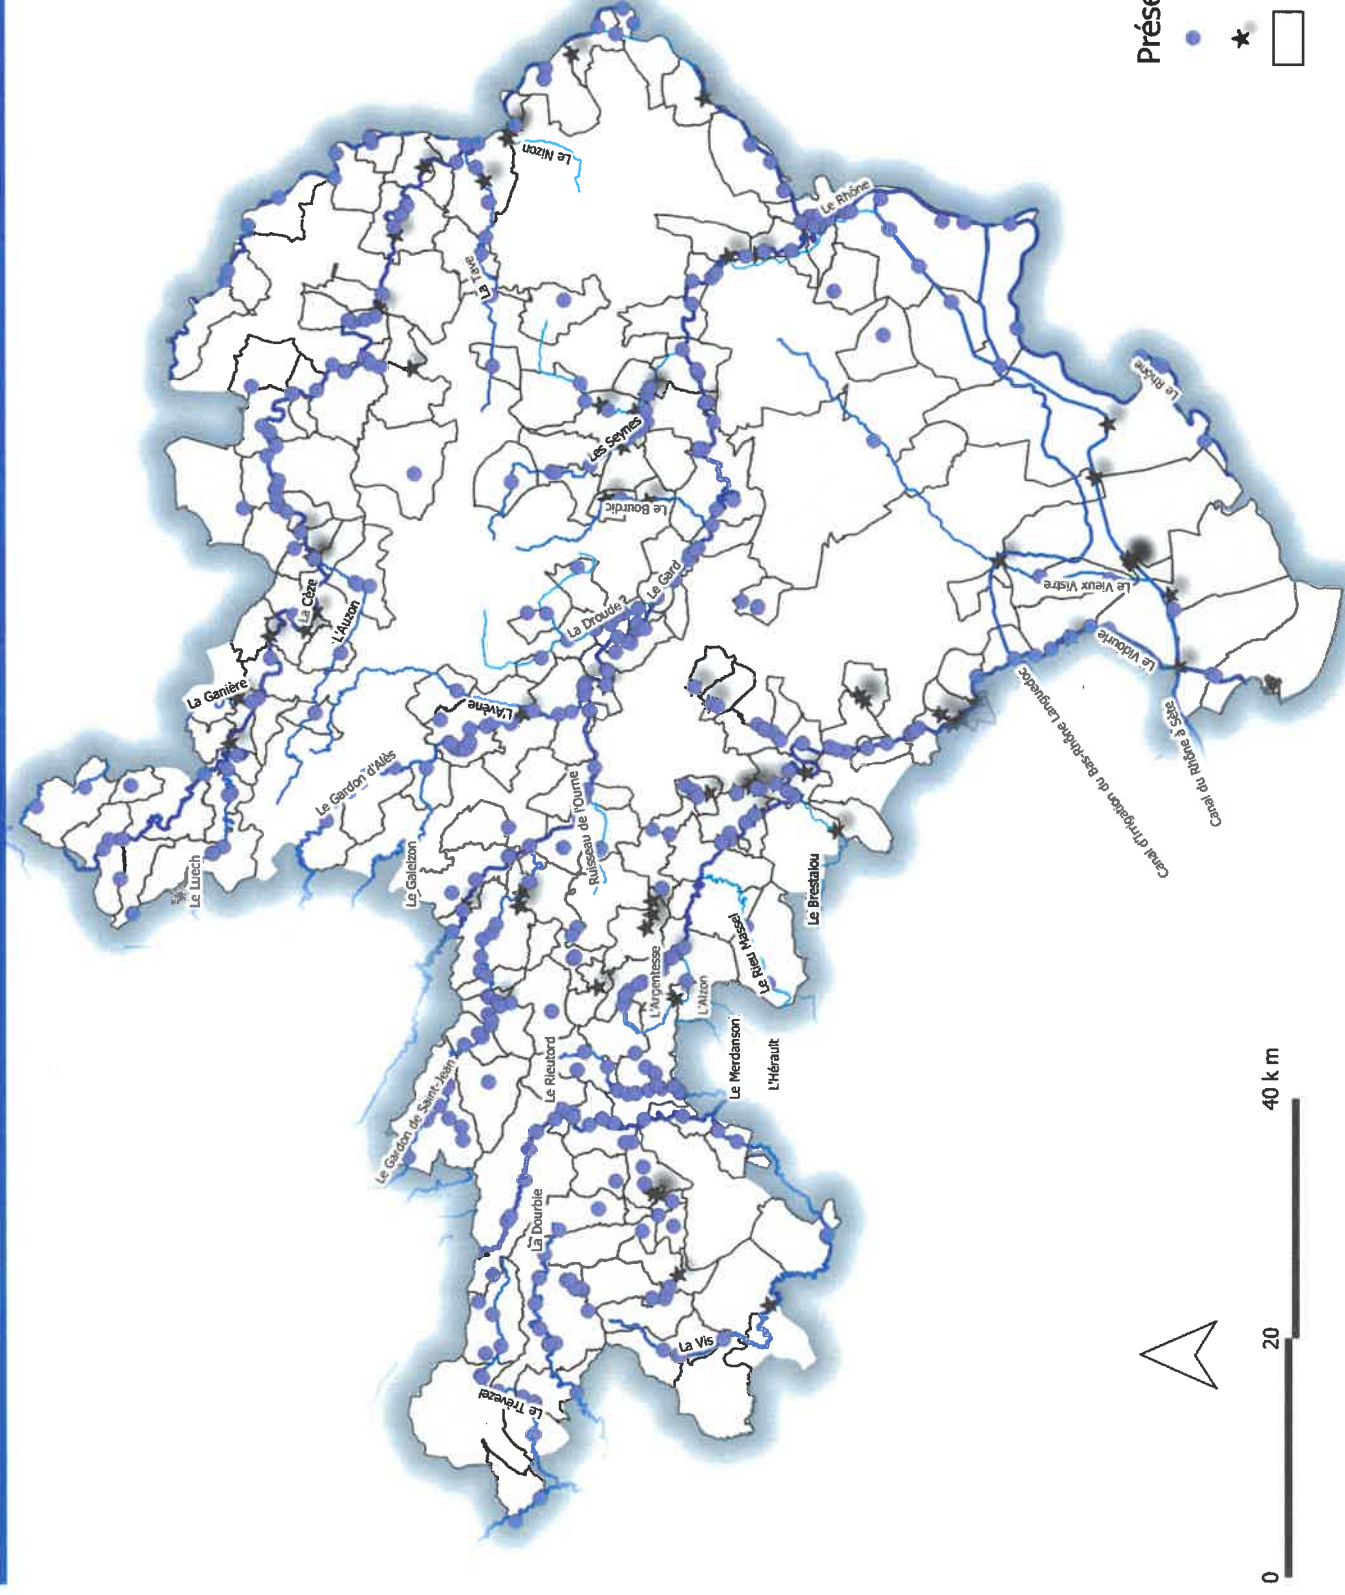 Prése
Le Nizon
Le Rhône
La Tave
Les Seynes
Le Bourdic
La Cèze
L'Auzon
La Droude
Le Gard
La Ganière
L'Avène
Le Gardon d'Alès
Le Luech
Le Galeizon
Ruisseau de l'Ourne
Le Rhône
Le Vieux Vistre
Le Vidourle
Canal du Rhône à Sète
Canal d'Irrigation du Bas-Rhône Languedoc
Le Brestalou
Le Rieu Massel
L'Argentesse
L'Alzon
Le Merdanson
L'Hérault
Le Rieutord
Le Gardon de Saint-Jean
La Dourbie
La Vis
Le Trévezel
0 20 40 km